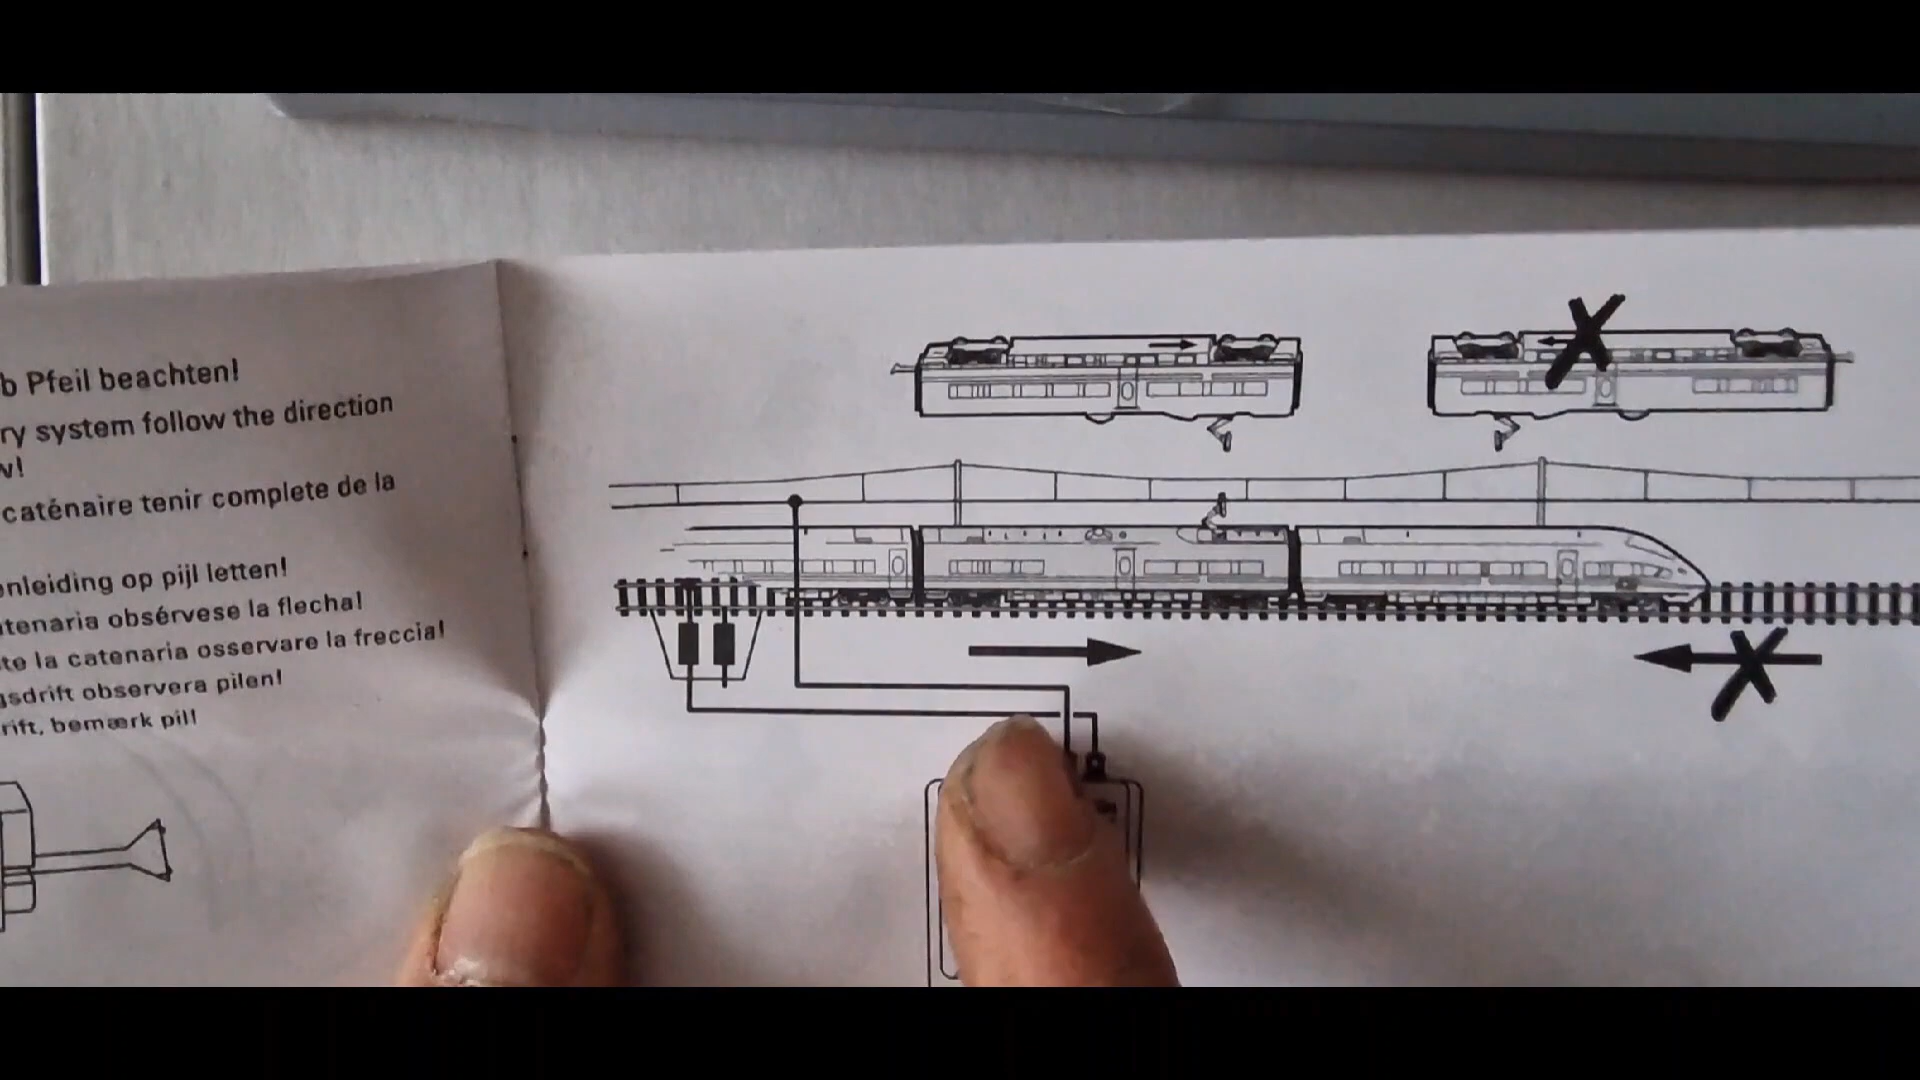 b Pfeil beachten!
ry system follow the direction
w!
caténaire tenir complete de la
enleiding op pijl letten!
atenaria obsérvese la flecha!
te la catenaria osservare la freccia!
gsdrift observera pilen!
rift, bemærk pil!